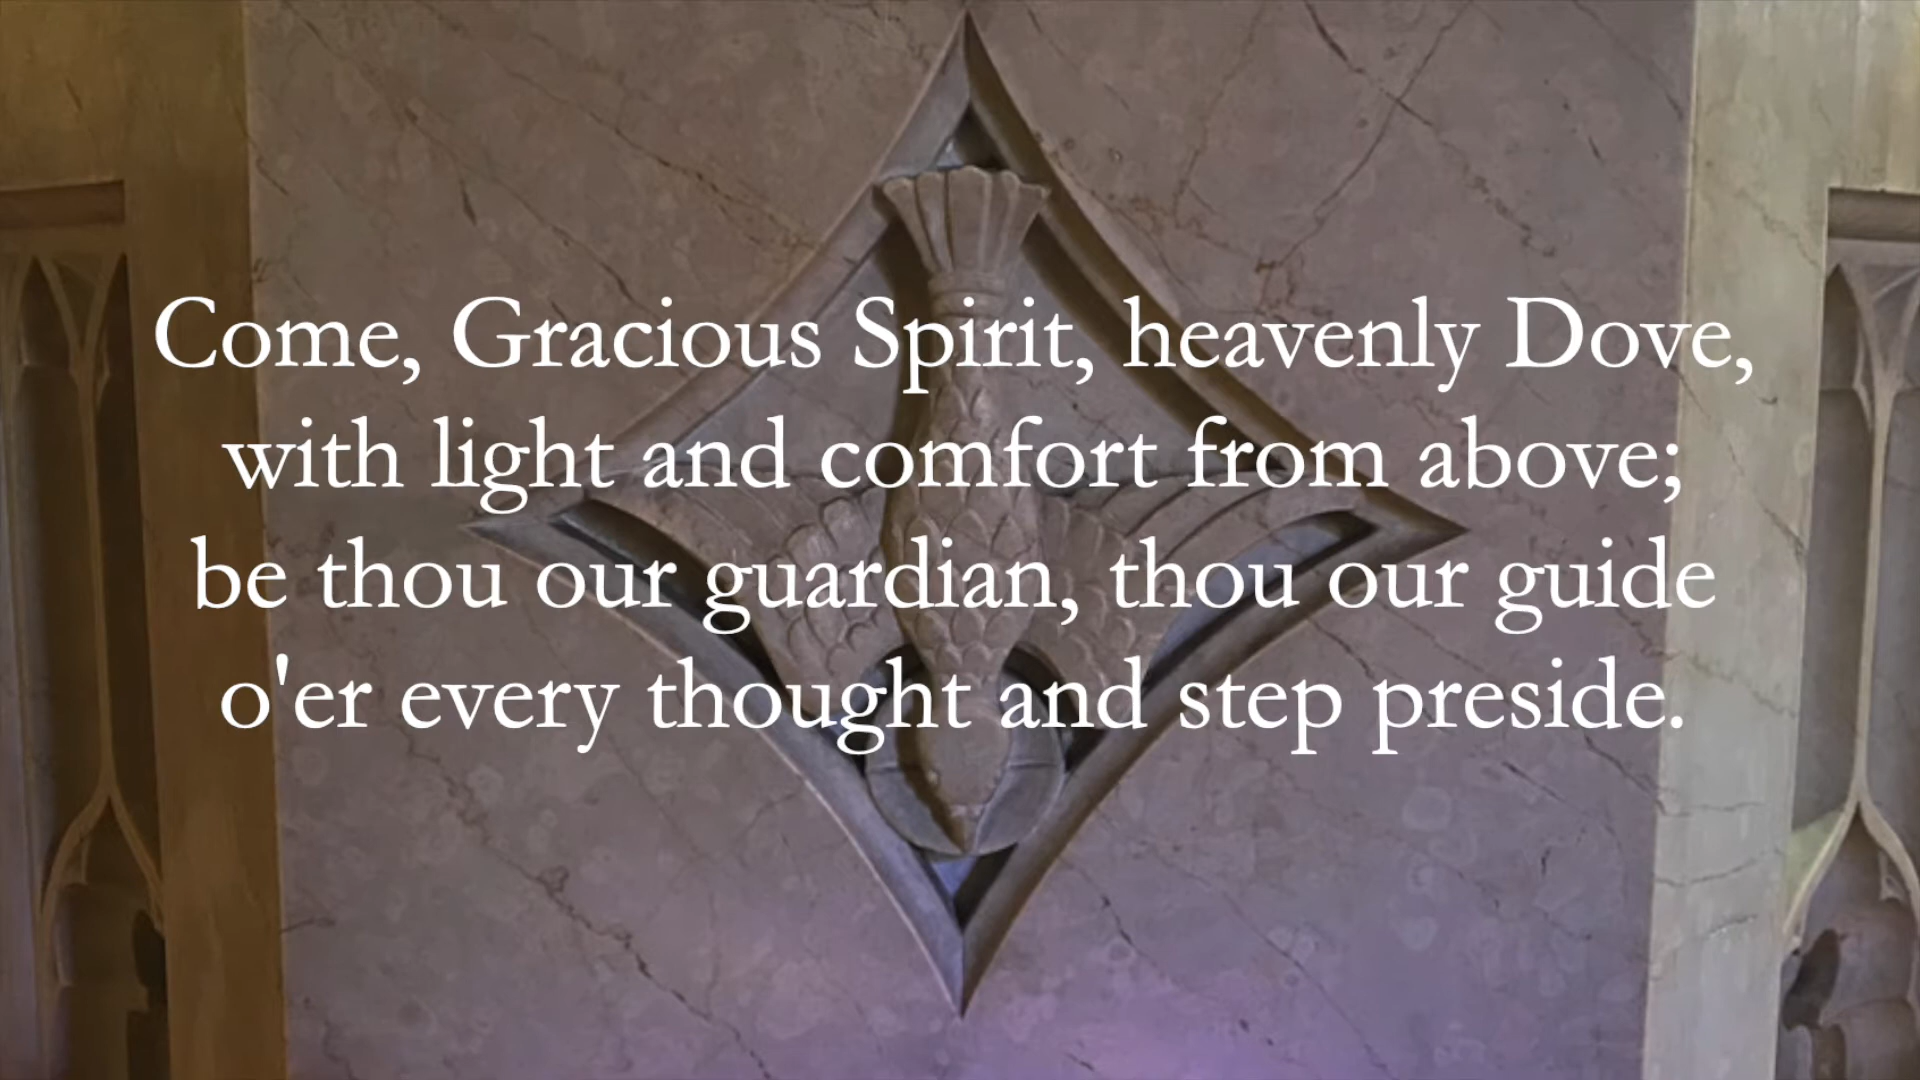 Come, Gracious Spirit, heavenly Dove,
with light and comfort from above;
be thou our guardian, thou our guide
o'er every thought and step preside.